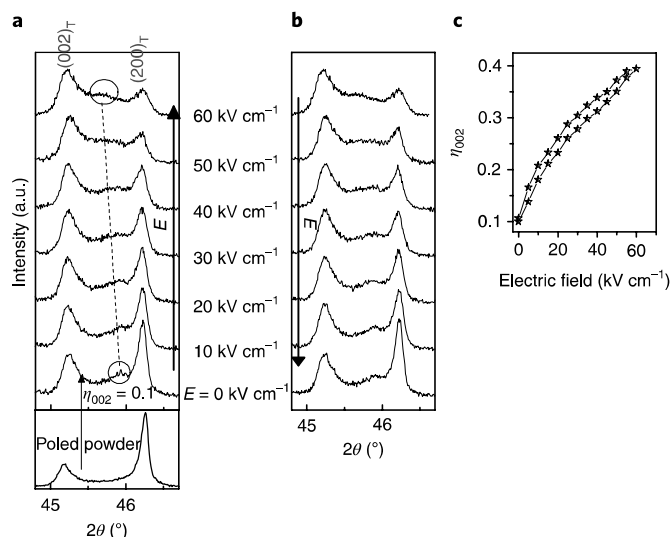 a
(002)T
(200)T
60 kV cm⁻¹
50 kV cm⁻¹
40 kV cm⁻¹
30 kV cm⁻¹
20 kV cm⁻¹
10 kV cm⁻¹
E = 0 kV cm⁻¹
E
η002 = 0.1
Poled powder
Intensity (a.u.)
45 46
2θ (°)
b
E
45 46
2θ (°)
c
0.4
0.3
0.2
0.1
η002
0 10 20 30 40 50 60
Electric field (kV cm⁻¹)